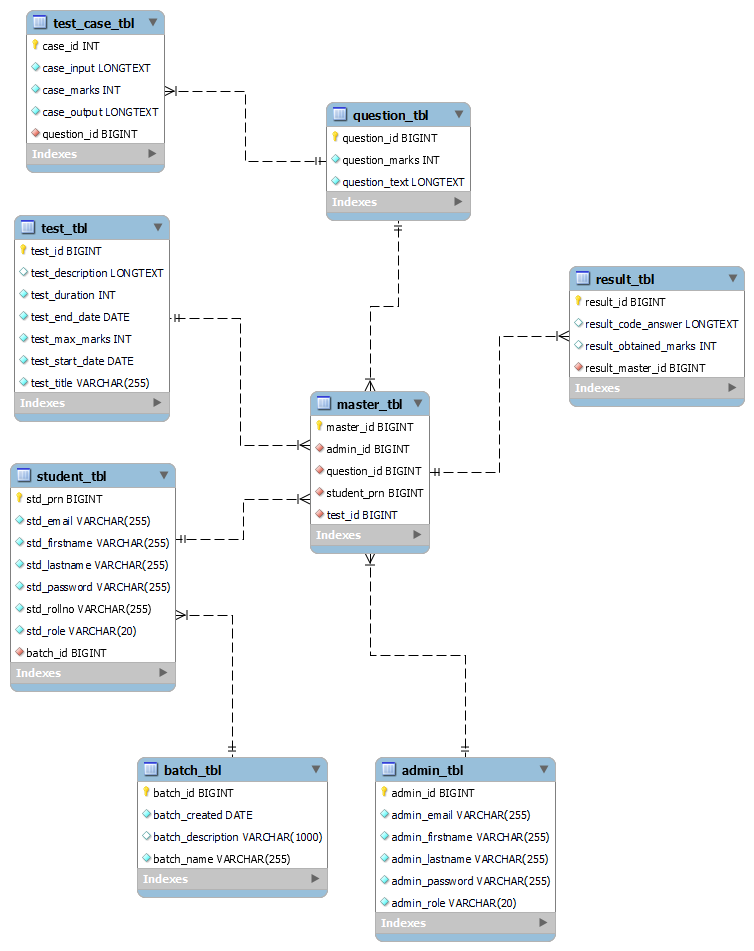 test_case_tbl
case_id INT
case_input LONGTEXT
case_marks INT
case_output LONGTEXT
question_id BIGINT
Indexes
question_tbl
question_id BIGINT
question_marks INT
question_text LONGTEXT
Indexes
test_tbl
test_id BIGINT
test_description LONGTEXT
test_duration INT
test_end_date DATE
test_max_marks INT
test_start_date DATE
test_title VARCHAR(255)
Indexes
result_tbl
result_id BIGINT
result_code_answer LONGTEXT
result_obtained_marks INT
result_master_id BIGINT
Indexes
master_tbl
master_id BIGINT
admin_id BIGINT
question_id BIGINT
student_prn BIGINT
test_id BIGINT
Indexes
student_tbl
std_prn BIGINT
std_email VARCHAR(255)
std_firstname VARCHAR(255)
std_lastname VARCHAR(255)
std_password VARCHAR(255)
std_rollno VARCHAR(255)
std_role VARCHAR(20)
batch_id BIGINT
Indexes
batch_tbl
batch_id BIGINT
batch_created DATE
batch_description VARCHAR(1000)
batch_name VARCHAR(255)
Indexes
admin_tbl
admin_id BIGINT
admin_email VARCHAR(255)
admin_firstname VARCHAR(255)
admin_lastname VARCHAR(255)
admin_password VARCHAR(255)
admin_role VARCHAR(20)
Indexes